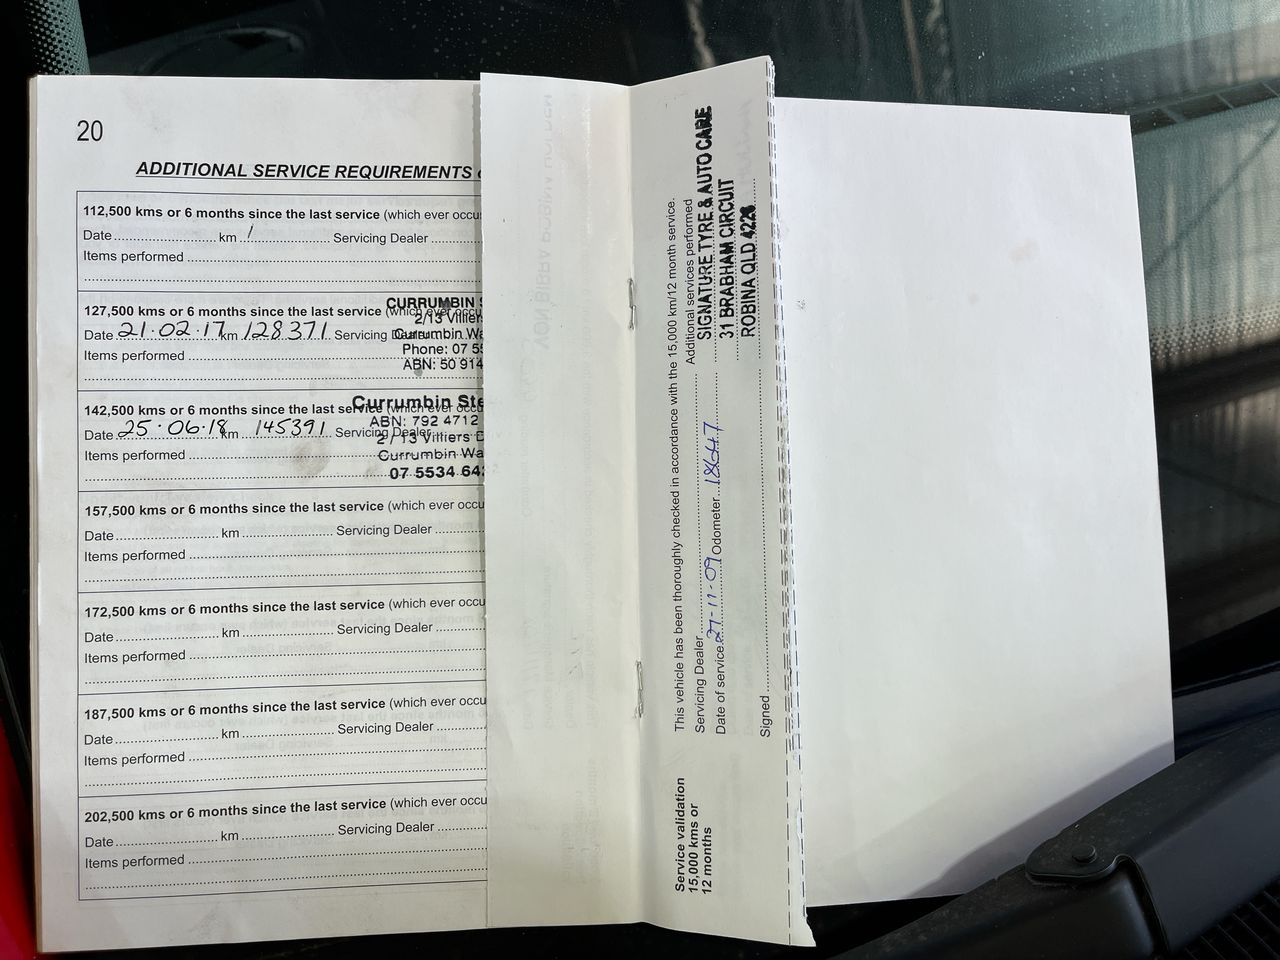 20
ADDITIONAL SERVICE REQUIREMENTS
112,500 kms or 6 months since the last service (which ever occu
Date km / Servicing Dealer
Items performed
CURRUMBIN S
127,500 kms or 6 months since the last service (which ever occu
2/13 Villiers
Date 21.02.17 km 128371 Servicing Dealer
Currumbin Wa
Items performed
Phone: 07 55
ABN: 50 914
Currumbin Ste
142,500 kms or 6 months since the last service (which ever occu
ABN: 792 4712
Date 25.06.18 km 145391 Servicing Dealer
2 / 13 Villiers D
Items performed
Currumbin Wa
07 5534 64
157,500 kms or 6 months since the last service (which ever occu
Date km Servicing Dealer
Items performed
172,500 kms or 6 months since the last service (which ever occu
Date km Servicing Dealer
Items performed
187,500 kms or 6 months since the last service (which ever occu
Date km Servicing Dealer
Items performed
202,500 kms or 6 months since the last service (which ever occu
Date km Servicing Dealer
Items performed
Service validation
15,000 kms or
12 months
This vehicle has been thoroughly checked in accordance with the 15,000 km/12 month service.
Servicing Dealer Additional services performed
Date of service 27-11-09 Odometer 18647
Signed
SIGNATURE TYRE & AUTO CARE
31 BRABHAM CIRCUIT
ROBINA QLD 4226